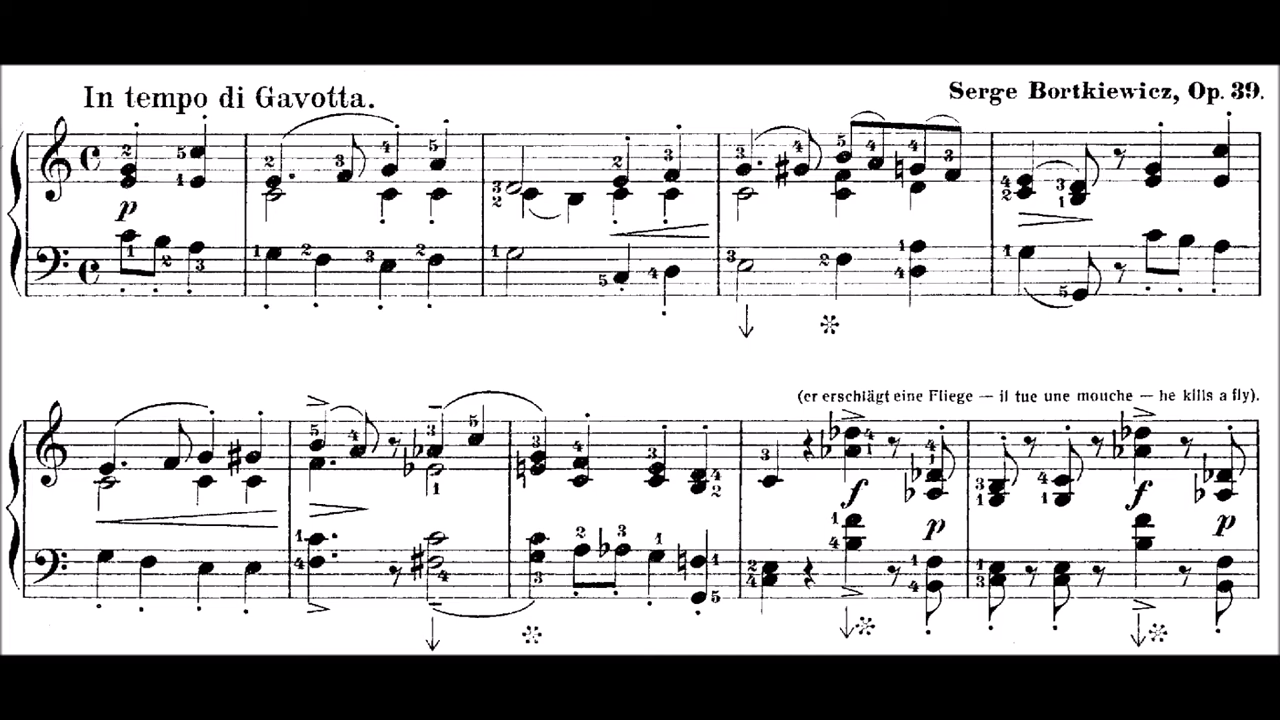 In tempo di Gavotta.
Serge Bortkiewicz, Op. 39.
p
(er erschlägt eine Fliege — il tue une mouche — he kills a fly).
f
p
f
p